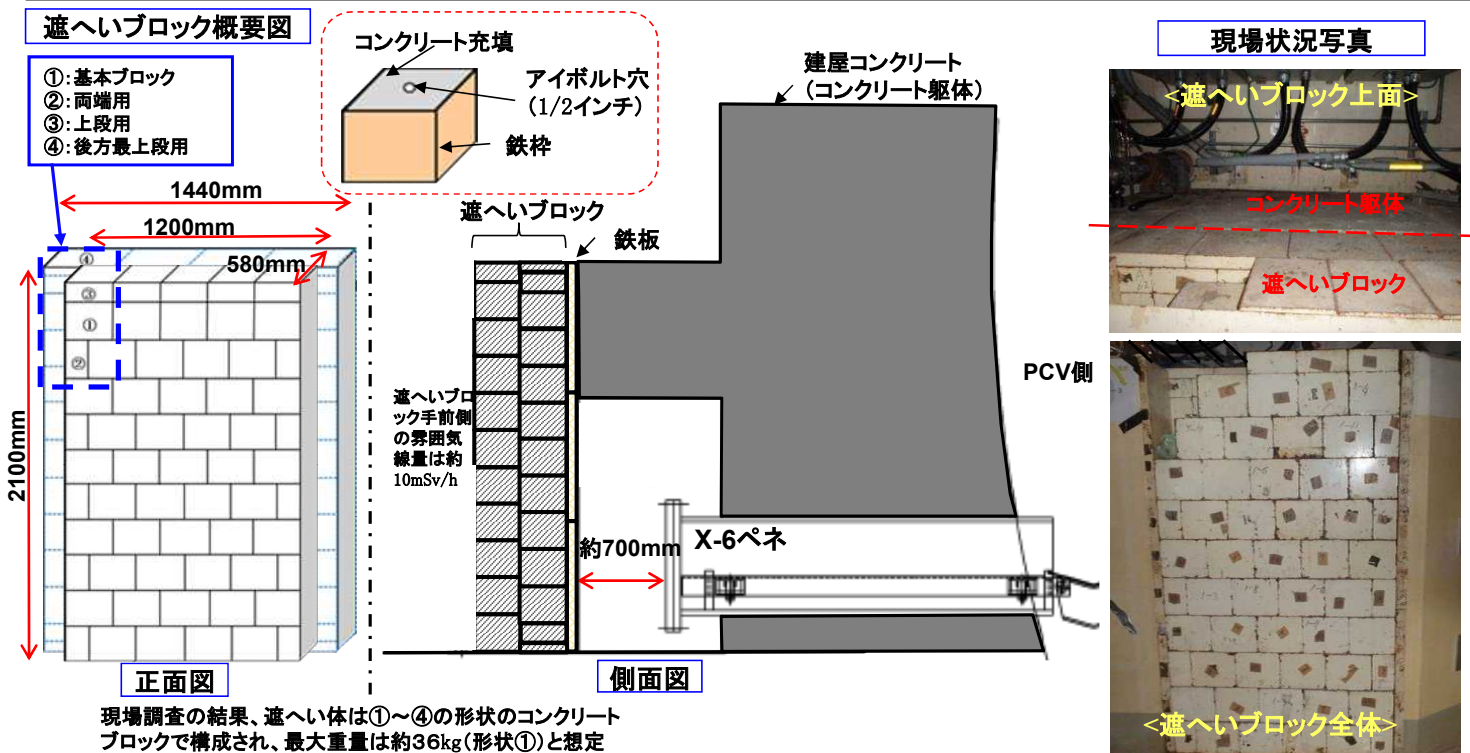 遮へいブロック概要図
①:基本ブロック
②:両端用
③:上段用
④:後方最上段用
コンクリート充填
アイボルト穴
(1/2インチ)
鉄枠
建屋コンクリート
(コンクリート躯体)
現場状況写真
<遮へいブロック上面>
コンクリート躯体
遮へいブロック
1440mm
1200mm
580mm
2100mm
④
③
①
②
遮へいブロック
鉄板
遮へいブロ
ック手前側
の雰囲気
線量は約
10mSv/h
約700mm
X-6ペネ
PCV側
正面図
側面図
<遮へいブロック全体>
現場調査の結果、遮へい体は①~④の形状のコンクリート
ブロックで構成され、最大重量は約36kg(形状①)と想定